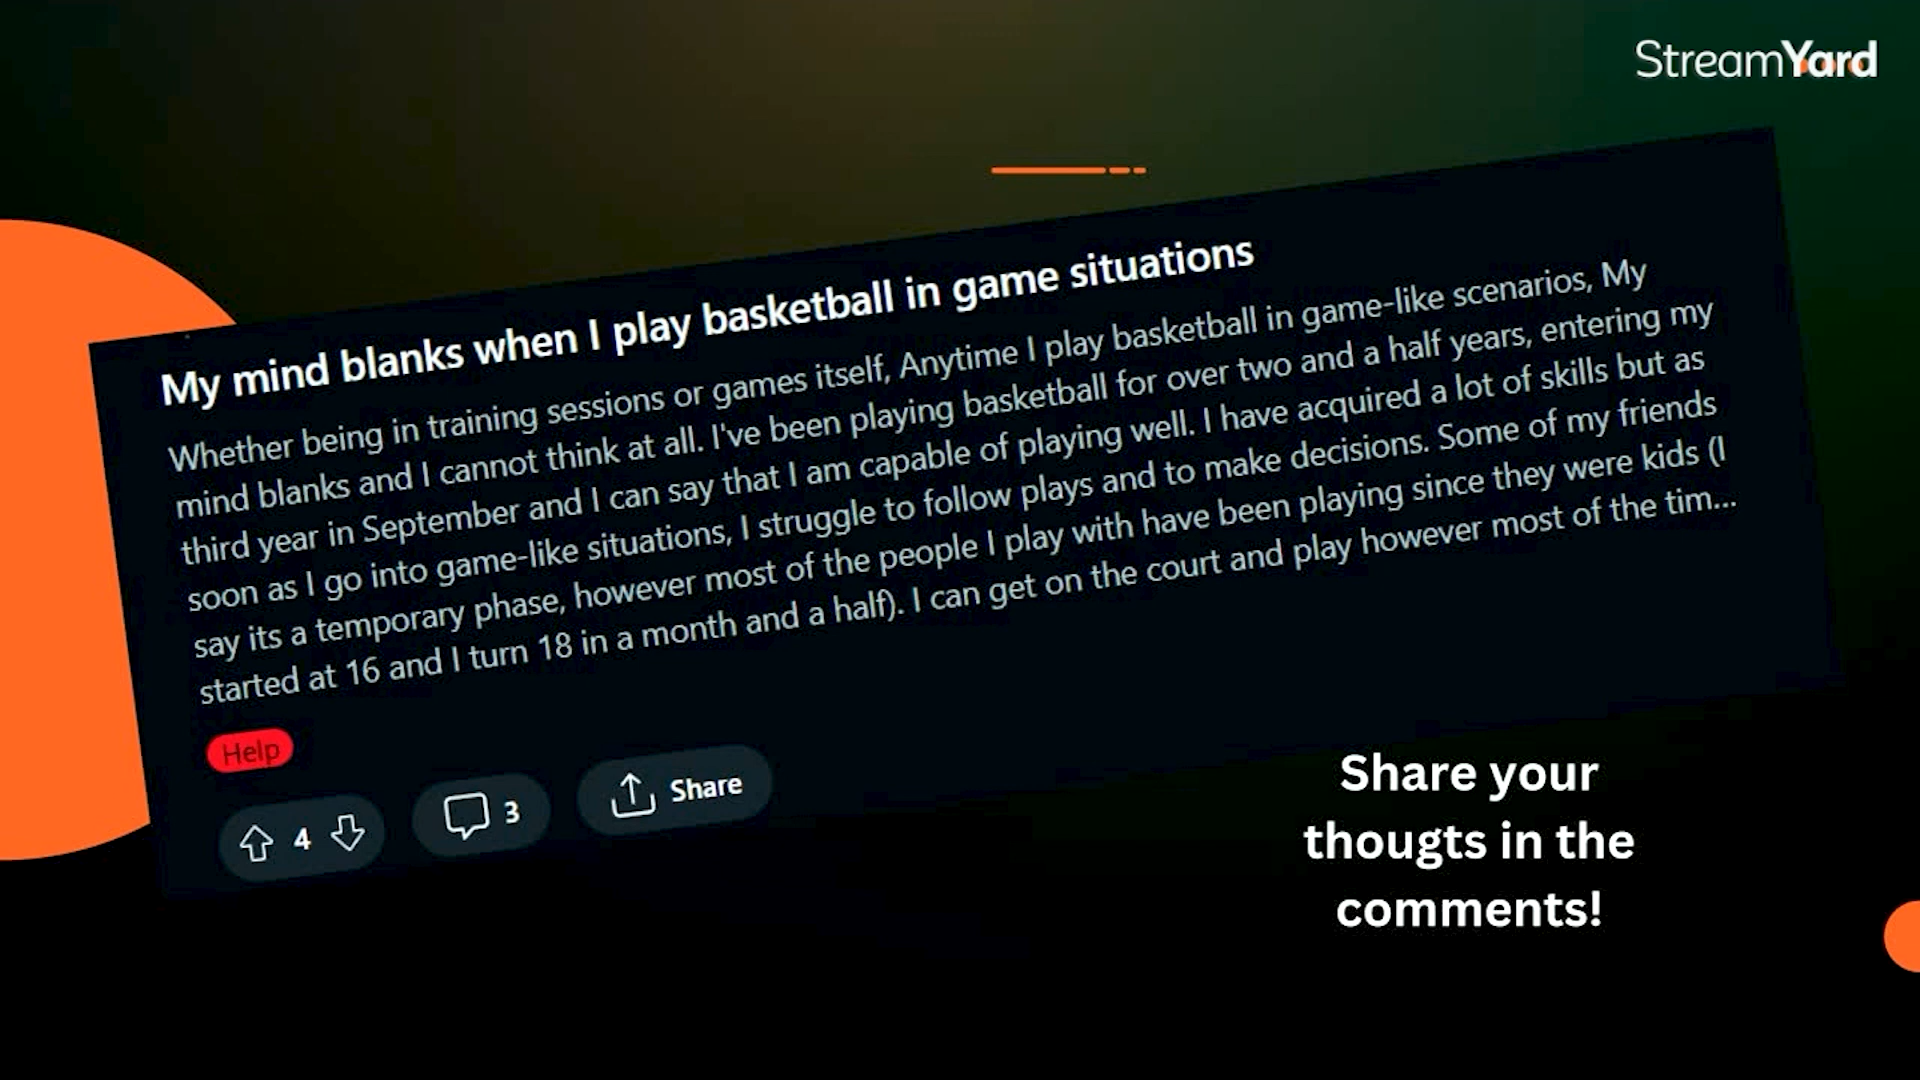 StreamYard
My mind blanks when I play basketball in game situations
Whether being in training sessions or games itself, Anytime I play basketball in game-like scenarios, My
mind blanks and I cannot think at all. I've been playing basketball for over two and a half years, entering my
third year in September and I can say that I am capable of playing well. I have acquired a lot of skills but as
soon as I go into game-like situations, I struggle to follow plays and to make decisions. Some of my friends
say its a temporary phase, however most of the people I play with have been playing since they were kids (I
started at 16 and I turn 18 in a month and a half). I can get on the court and play however most of the tim...
Help
4
3
Share
Share your
thougts in the
comments!